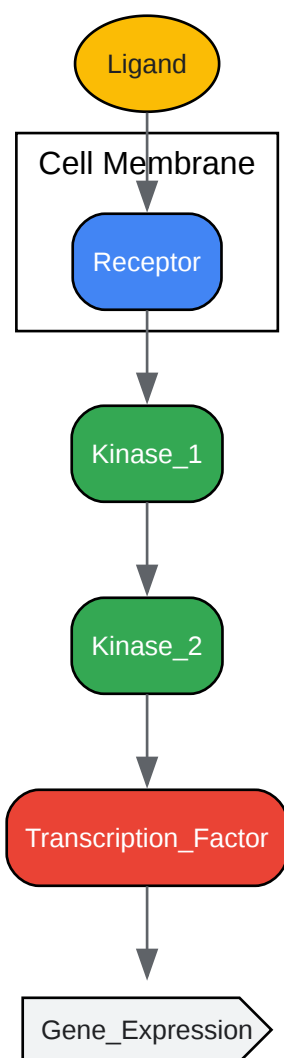 Ligand
Cell Membrane
Receptor
Kinase_1
Kinase_2
Transcription_Factor
Gene_Expression